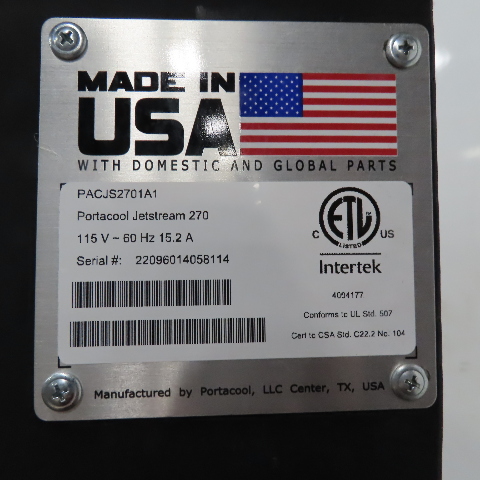 MADE IN
USA
WITH DOMESTIC AND GLOBAL PARTS
PACJS2701A1
Portacool Jetstream 270
115 V ~ 60 Hz 15.2 A
Serial #: 22096014058114
ETL
C LISTED US
Intertek
4004177
Conforms to UL Std. 507
Cert to CSA Std. C22.2 No. 104
Manufactured by Portacool, LLC Center, TX, USA